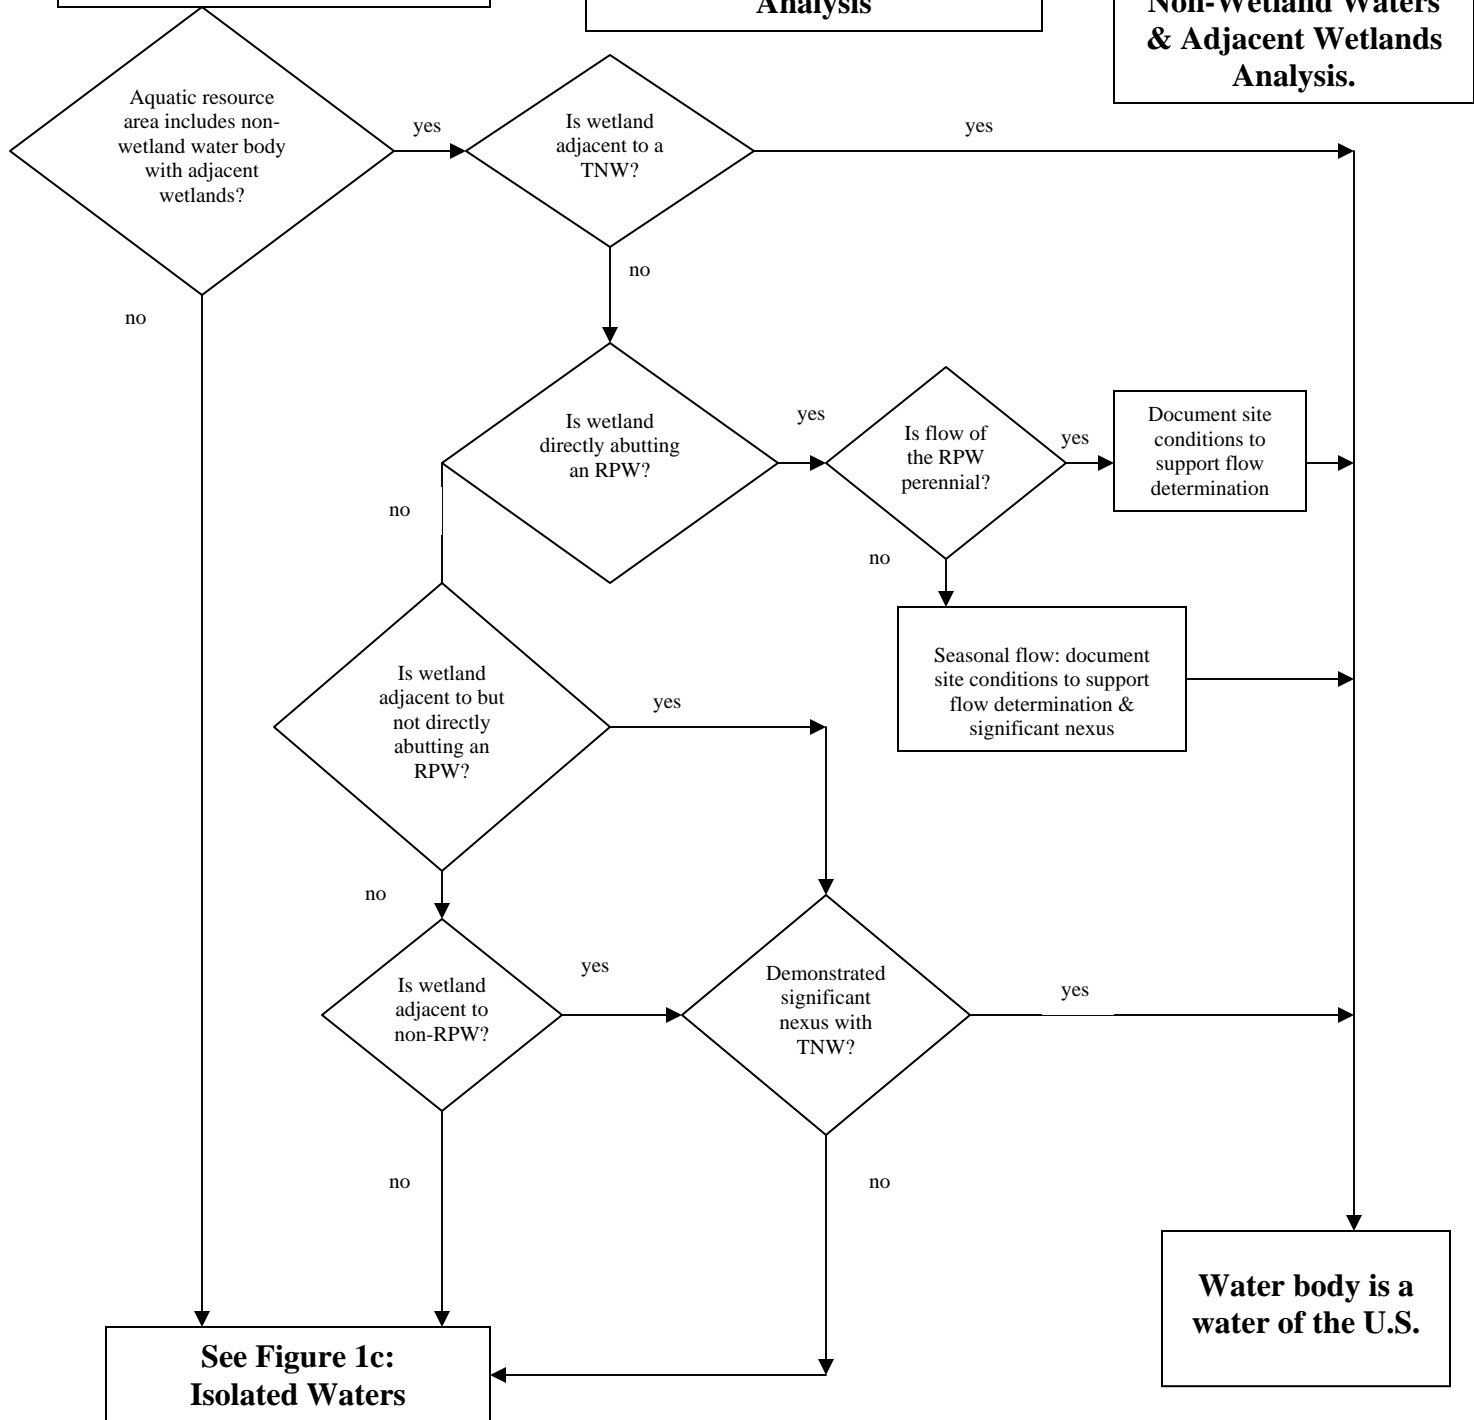 Analysis
Non-Wetland Waters
& Adjacent Wetlands
Analysis.
Aquatic resource
area includes non-
wetland water body
with adjacent
wetlands?
yes
Is wetland
adjacent to a
TNW?
yes
no
no
Is wetland
directly abutting
an RPW?
yes
Is flow of
the RPW
perennial?
yes
Document site
conditions to
support flow
determination
no
no
Seasonal flow: document
site conditions to support
flow determination &
significant nexus
Is wetland
adjacent to but
not directly
abutting an
RPW?
yes
no
Is wetland
adjacent to
non-RPW?
yes
Demonstrated
significant
nexus with
TNW?
yes
no
no
See Figure 1c:
Isolated Waters
Water body is a
water of the U.S.